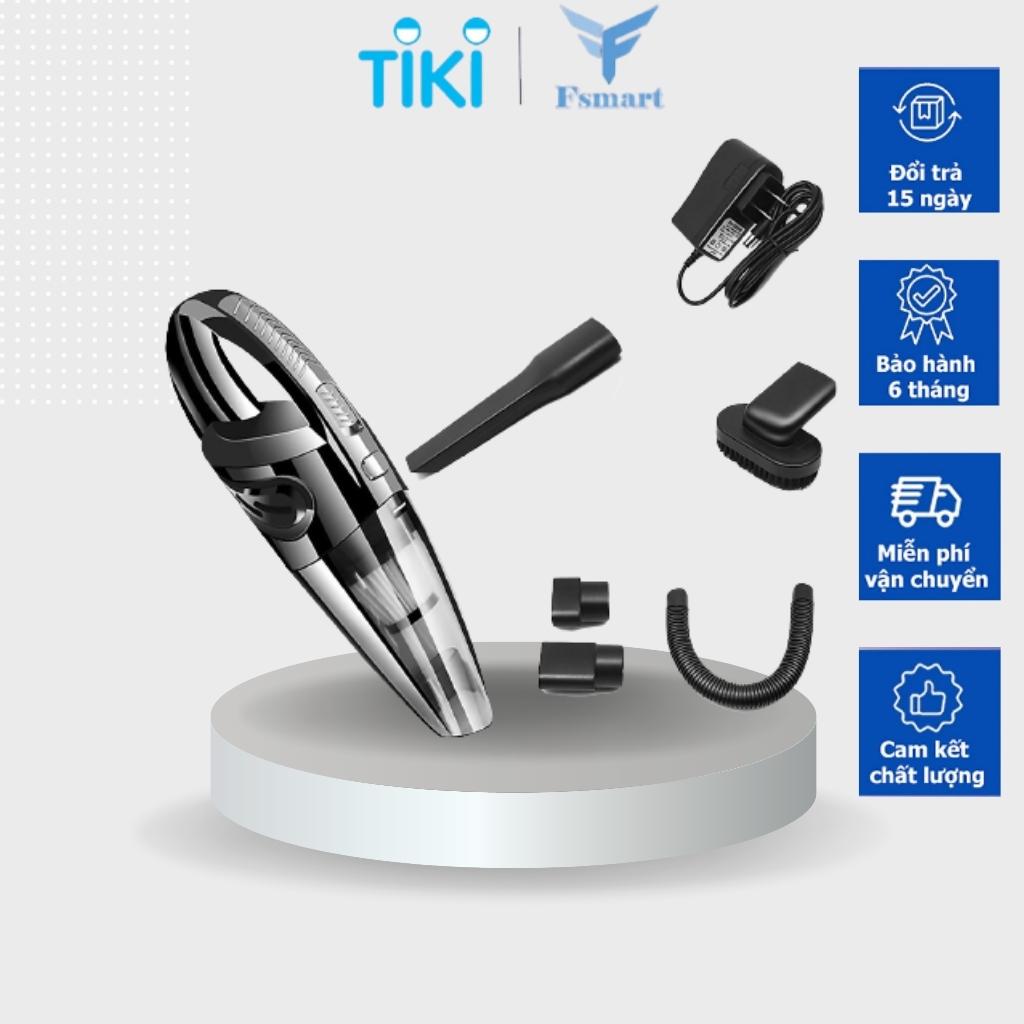 TIKI
Fsmart
Đổi trả
15 ngày
Bảo hành
6 tháng
Miễn phí
vận chuyển
Cam kết
chất lượng